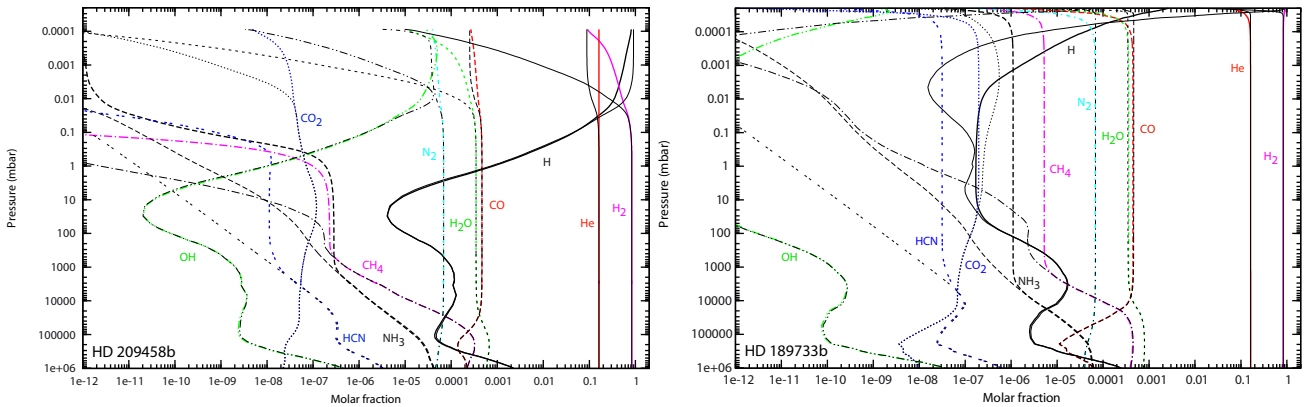 Pressure (mbar)
0.0001
0.001
0.01
0.1
1
10
100
1000
10000
100000
1e+06
1e-12
1e-11
1e-10
1e-09
1e-08
1e-07
1e-06
1e-05
0.0001
0.001
0.01
0.1
1
Molar fraction
HD 209458b
CO2
N2
H
OH
H2O
CO
He
H2
CH4
HCN
NH3
Pressure (mbar)
0.0001
0.001
0.01
0.1
1
10
100
1000
10000
100000
1e+06
1e-12
1e-11
1e-10
1e-09
1e-08
1e-07
1e-06
1e-05
0.0001
0.001
0.01
0.1
1
Molar fraction
HD 189733b
H
He
N2
H2O
CO
H2
CH4
HCN
OH
CO2
NH3